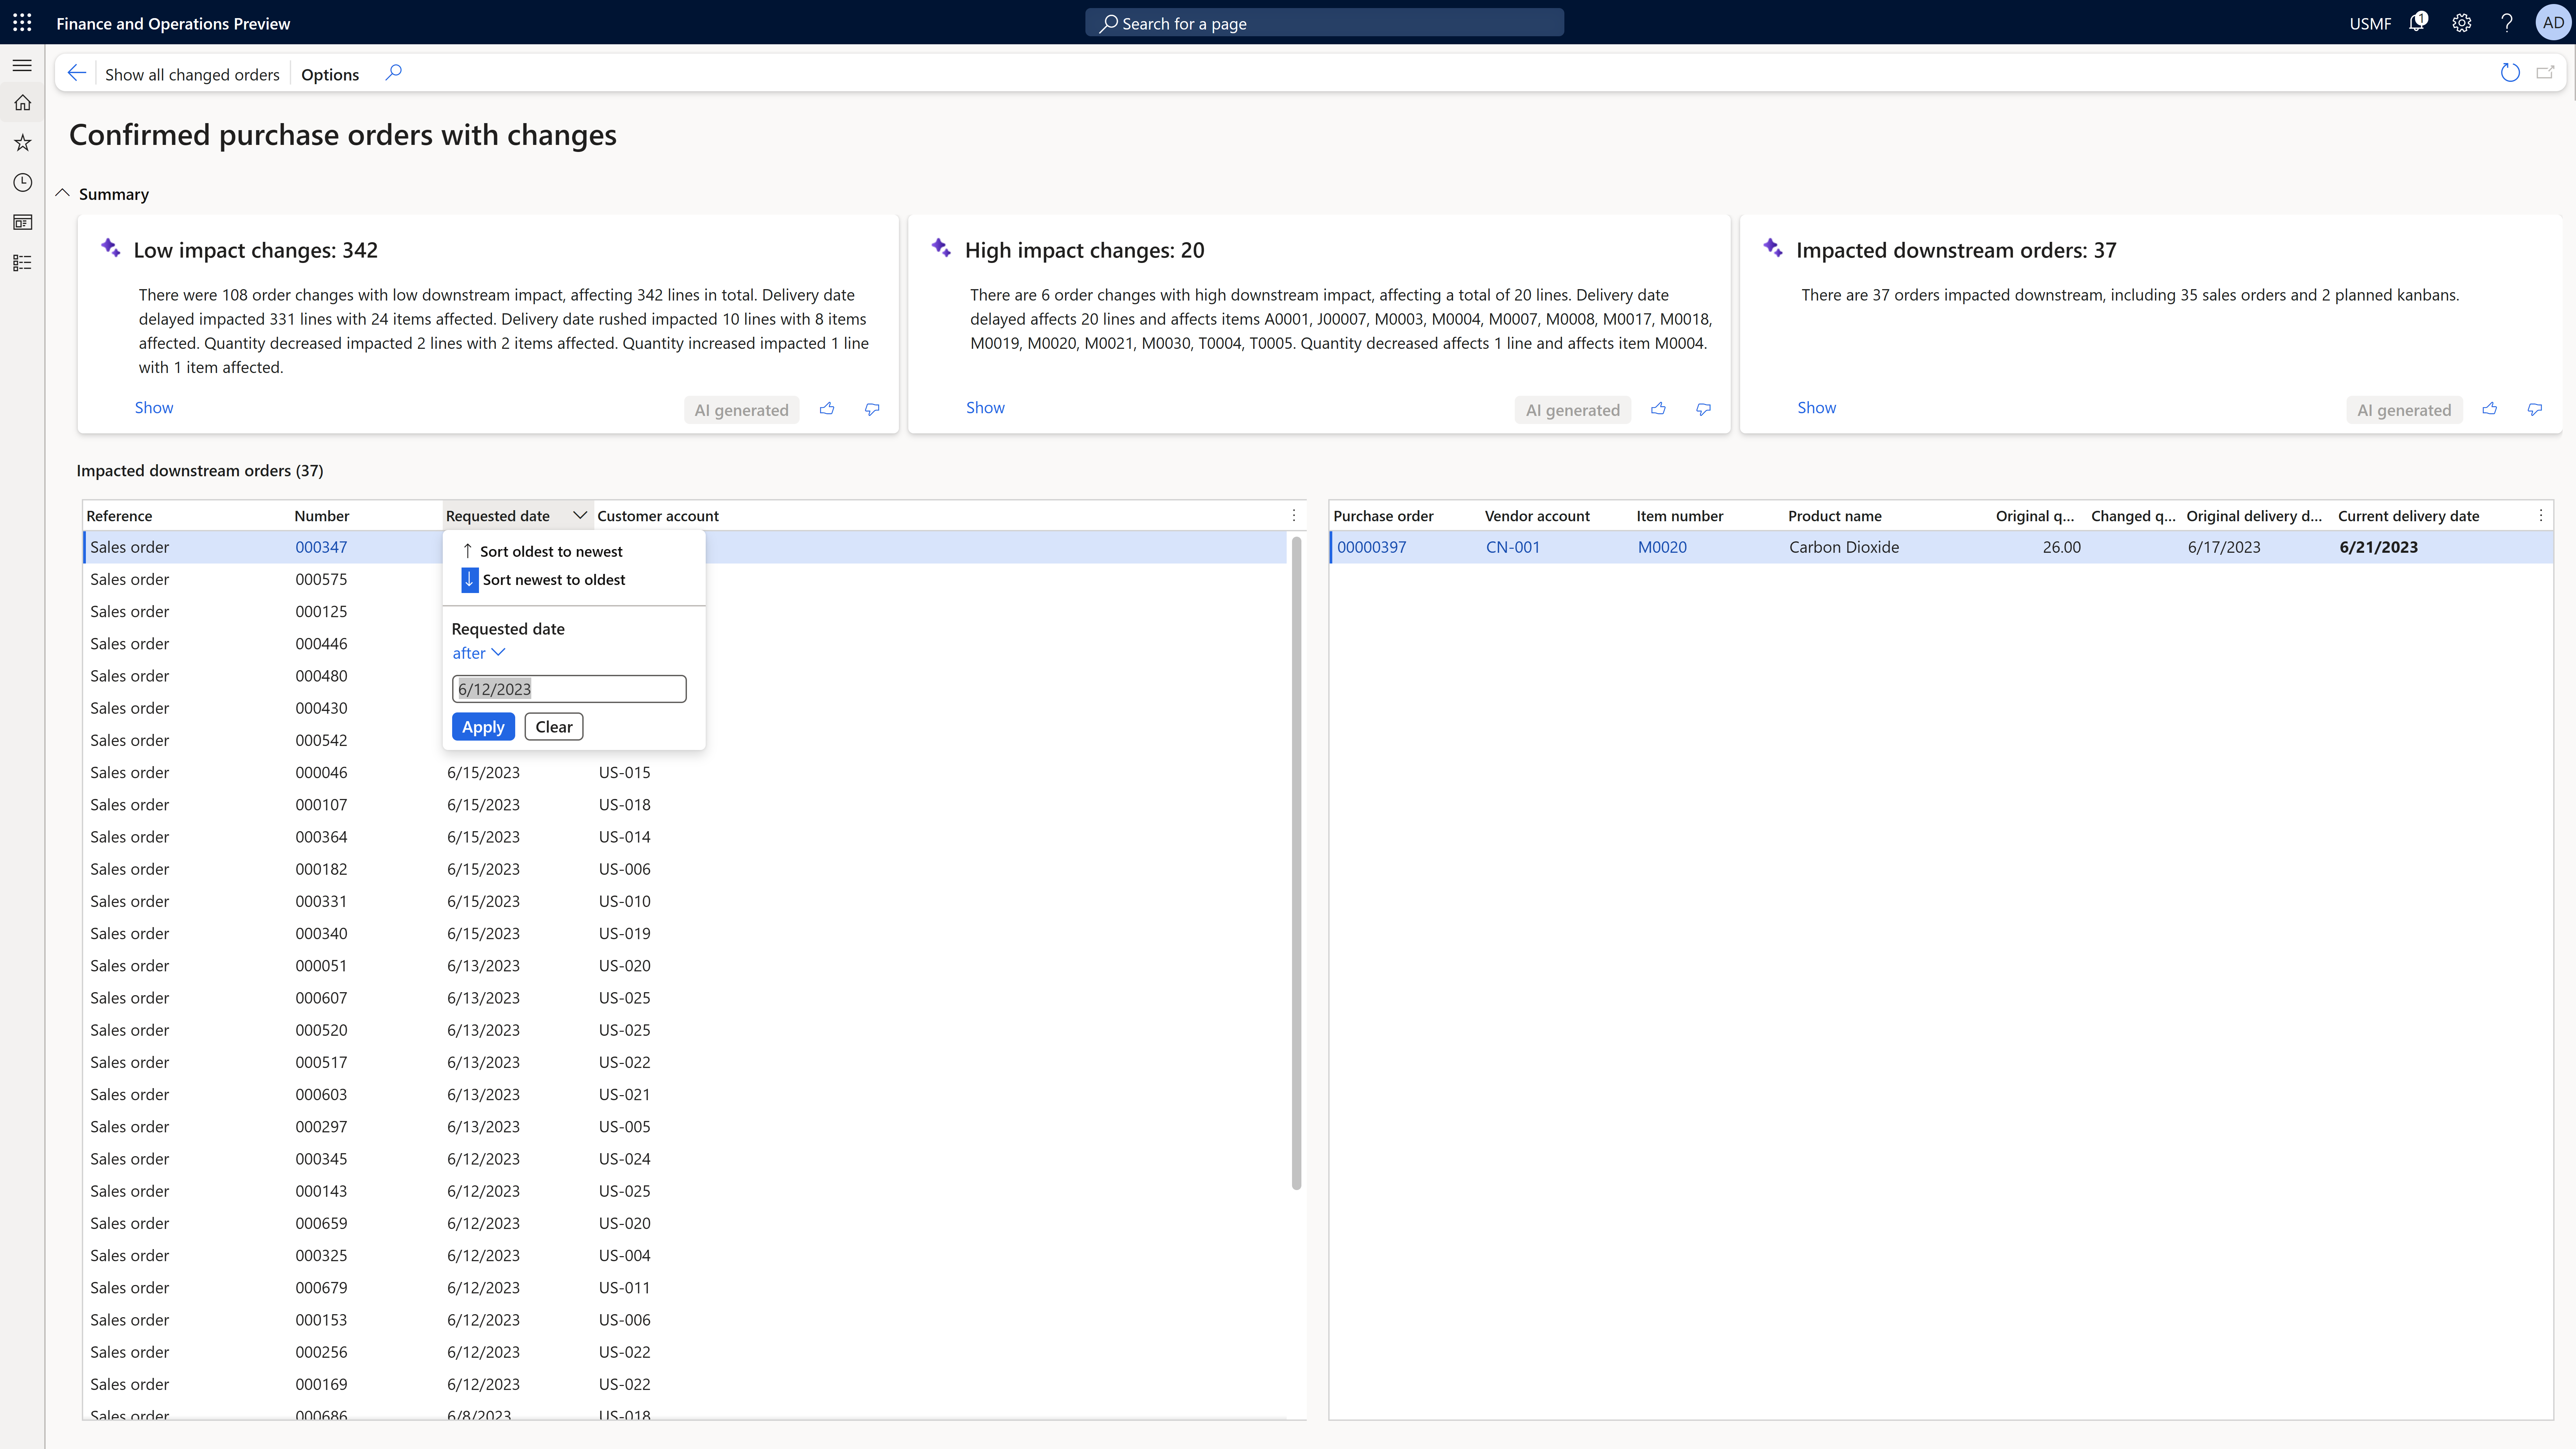 Finance and Operations Preview
Search for a page
USMF
1
AD
Show all changed orders
Options
Confirmed purchase orders with changes
Summary
Low impact changes: 342
There were 108 order changes with low downstream impact, affecting 342 lines in total. Delivery date
delayed impacted 331 lines with 24 items affected. Delivery date rushed impacted 10 lines with 8 items
affected. Quantity decreased impacted 2 lines with 2 items affected. Quantity increased impacted 1 line
with 1 item affected.
Show
AI generated
High impact changes: 20
There are 6 order changes with high downstream impact, affecting a total of 20 lines. Delivery date
delayed affects 20 lines and affects items A0001, J00007, M0003, M0004, M0007, M0008, M0017, M0018,
M0019, M0020, M0021, M0030, T0004, T0005. Quantity decreased affects 1 line and affects item M0004.
Show
AI generated
Impacted downstream orders: 37
There are 37 orders impacted downstream, including 35 sales orders and 2 planned kanbans.
Show
AI generated
Impacted downstream orders (37)
Reference Number Requested date Customer account
Sales order 000347
Sales order 000575
Sales order 000125
Sales order 000446
Sales order 000480
Sales order 000430
Sales order 000542
Sort oldest to newest
Sort newest to oldest
Requested date
after
6/12/2023
Apply Clear
Sales order 000046 6/15/2023 US-015
Sales order 000107 6/15/2023 US-018
Sales order 000364 6/15/2023 US-014
Sales order 000182 6/15/2023 US-006
Sales order 000331 6/15/2023 US-010
Sales order 000340 6/15/2023 US-019
Sales order 000051 6/13/2023 US-020
Sales order 000607 6/13/2023 US-025
Sales order 000520 6/13/2023 US-025
Sales order 000517 6/13/2023 US-022
Sales order 000603 6/13/2023 US-021
Sales order 000297 6/13/2023 US-005
Sales order 000345 6/12/2023 US-024
Sales order 000143 6/12/2023 US-025
Sales order 000659 6/12/2023 US-020
Sales order 000325 6/12/2023 US-004
Sales order 000679 6/12/2023 US-011
Sales order 000153 6/12/2023 US-006
Sales order 000256 6/12/2023 US-022
Sales order 000169 6/12/2023 US-022
Sales order 000686 6/8/2023 US-018
Purchase order Vendor account Item number Product name Original q... Changed q... Original delivery d... Current delivery date
00000397 CN-001 M0020 Carbon Dioxide 26.00 6/17/2023 6/21/2023